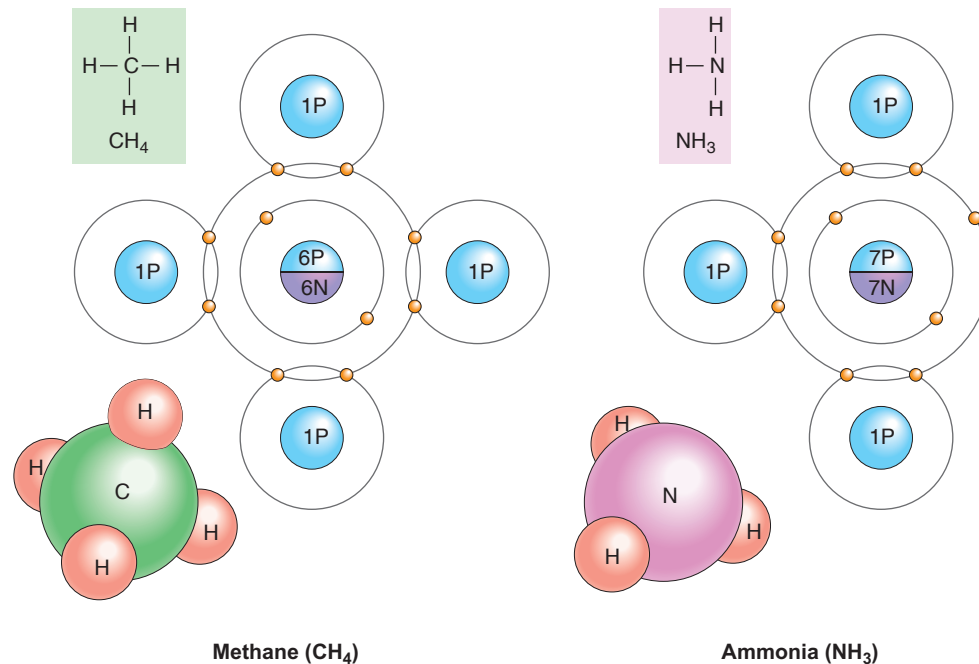 H
H – C – H
H
CH₄
1P
1P
6P
6N
1P
1P
H
H
C
H
H
Methane (CH₄)
H
H – N
H
NH₃
1P
1P
7P
7N
1P
H
N
H
H
Ammonia (NH₃)